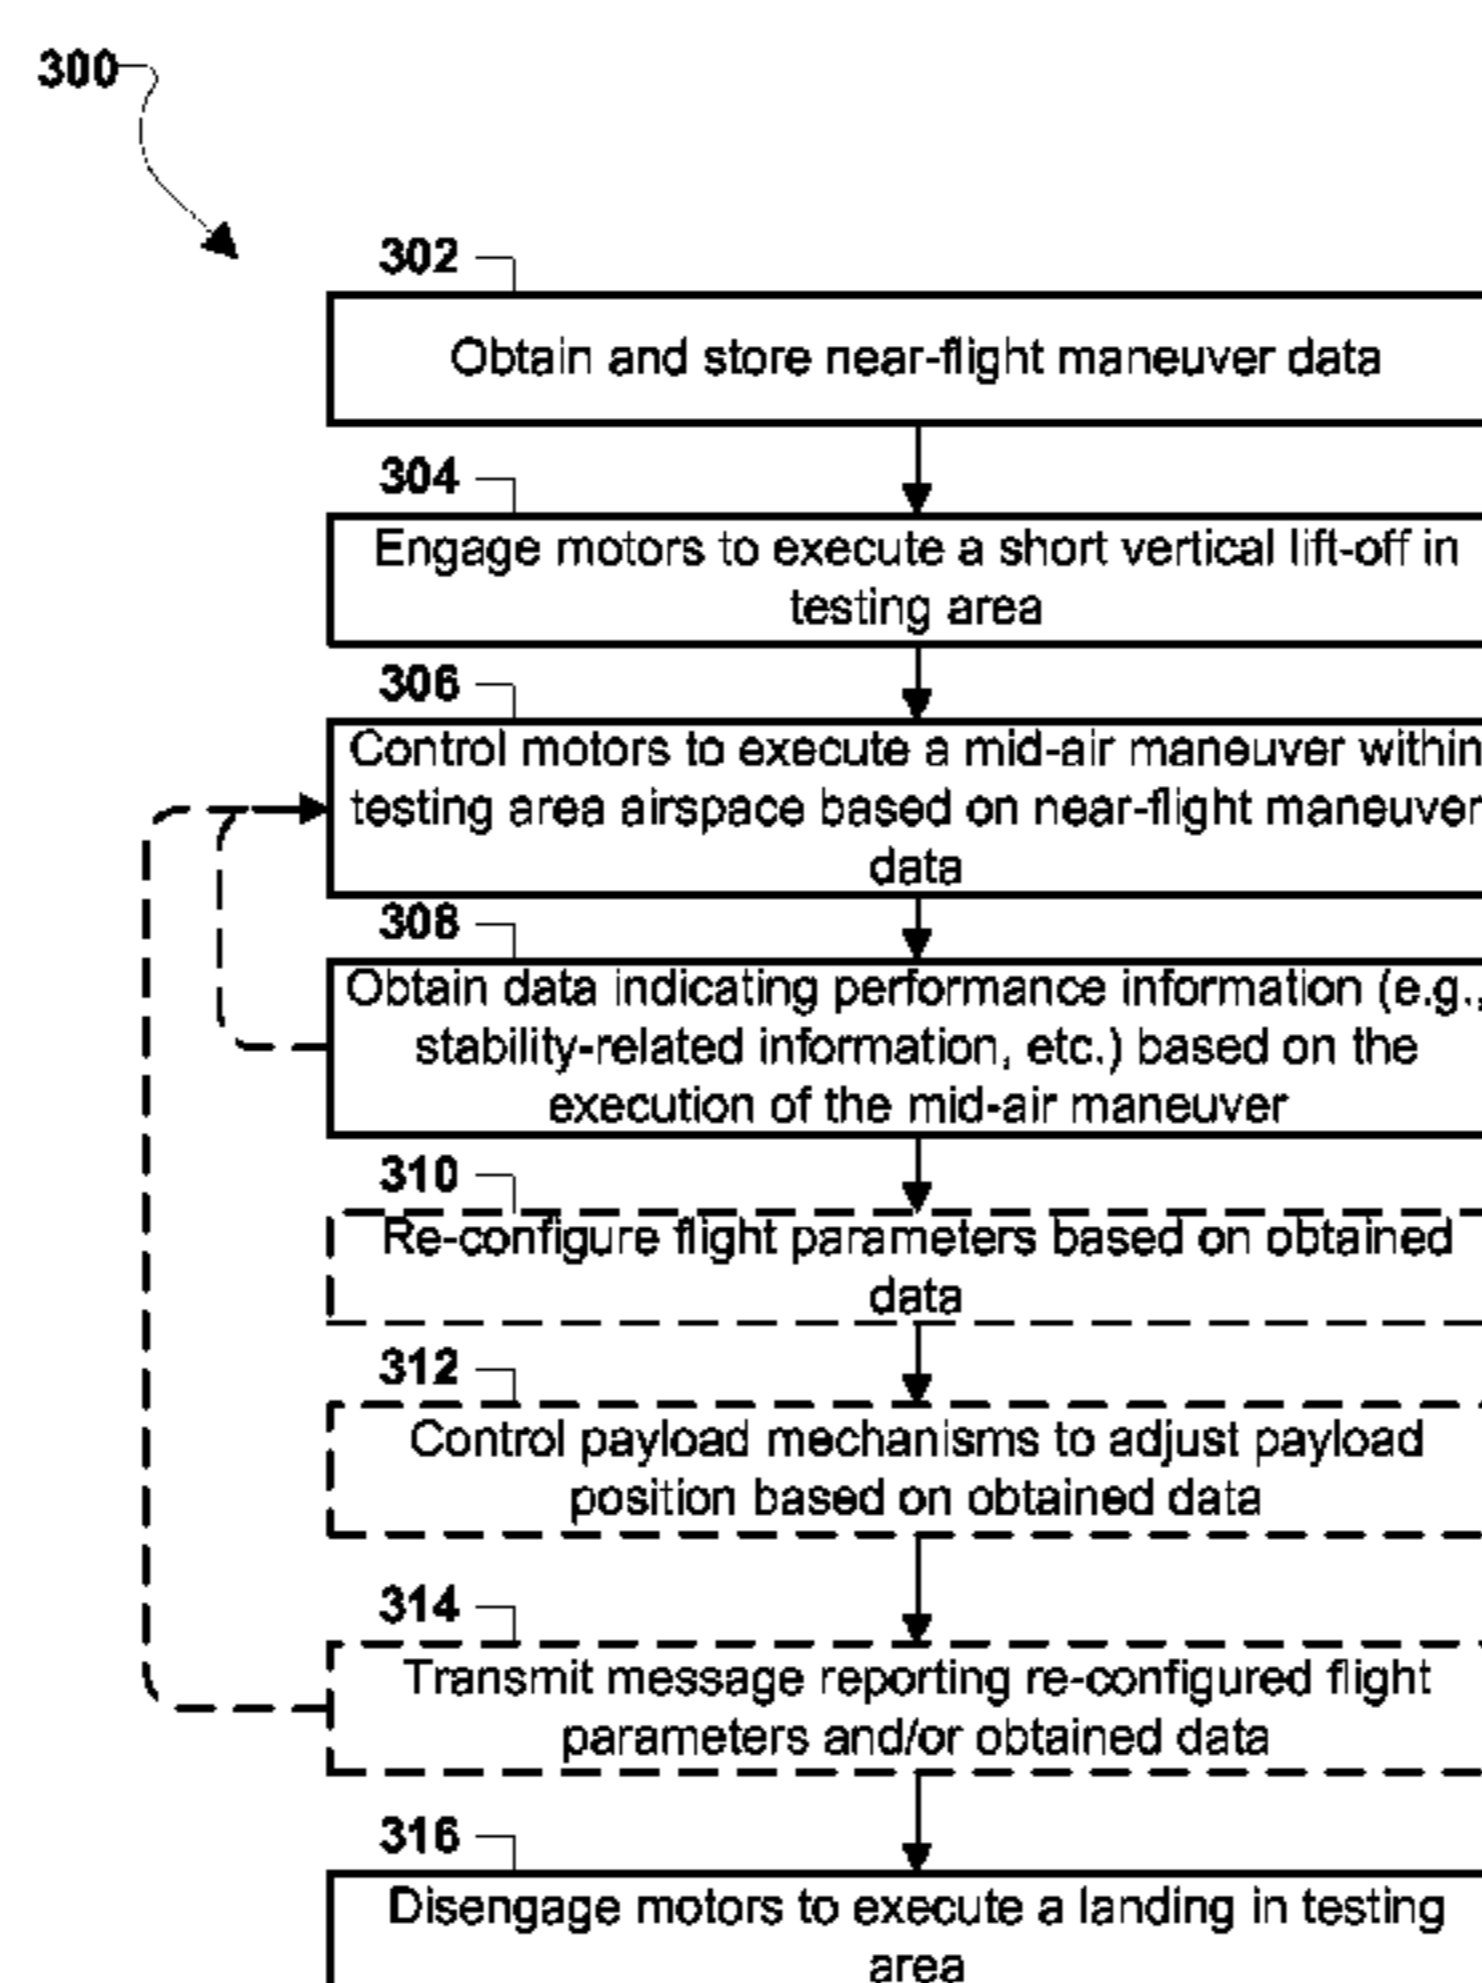 300
302
Obtain and store near-flight maneuver data
304
Engage motors to execute a short vertical lift-off in
testing area
306
Control motors to execute a mid-air maneuver within
testing area airspace based on near-flight maneuver
data
308
Obtain data indicating performance information (e.g.,
stability-related information, etc.) based on the
execution of the mid-air maneuver
310
Re-configure flight parameters based on obtained
data
312
Control payload mechanisms to adjust payload
position based on obtained data
314
Transmit message reporting re-configured flight
parameters and/or obtained data
316
Disengage motors to execute a landing in testing
area